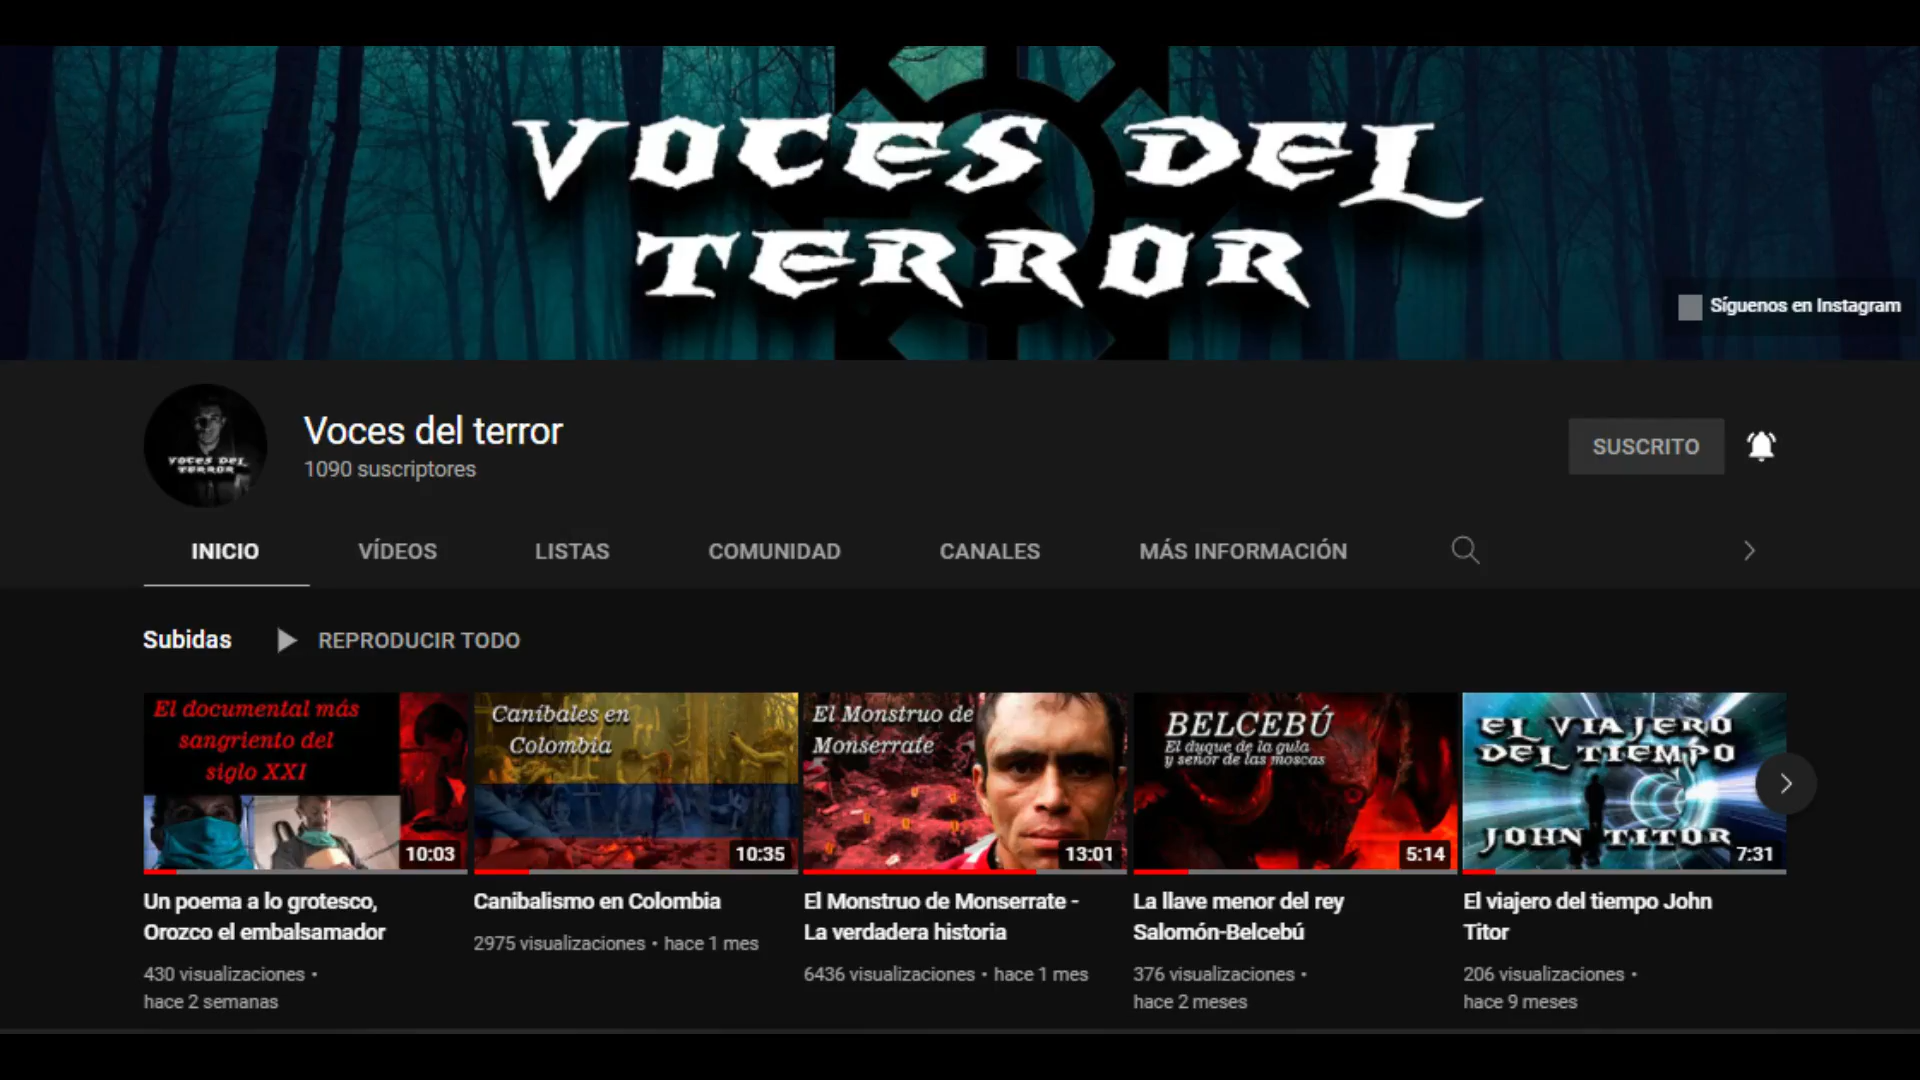 VOCES DEL
TERROR
Síguenos en Instagram
VOCES DEL
TERROR
Voces del terror
1090 suscriptores
SUSCRITO
INICIO
VÍDEOS
LISTAS
COMUNIDAD
CANALES
MÁS INFORMACIÓN
Subidas
REPRODUCIR TODO
El documental más
sangriento del
siglo XXI
10:03
Un poema a lo grotesco,
Orozco el embalsamador
430 visualizaciones •
hace 2 semanas
Caníbales en
Colombia
10:35
Canibalismo en Colombia
2975 visualizaciones • hace 1 mes
El Monstruo de
Monserrate
13:01
El Monstruo de Monserrate -
La verdadera historia
6436 visualizaciones • hace 1 mes
BELCEBÚ
El duque de la gula
y señor de las moscas
5:14
La llave menor del rey
Salomón-Belcebú
376 visualizaciones •
hace 2 meses
EL VIAJERO
DEL TIEMPO
JOHN TITOR
7:31
El viajero del tiempo John
Titor
206 visualizaciones •
hace 9 meses